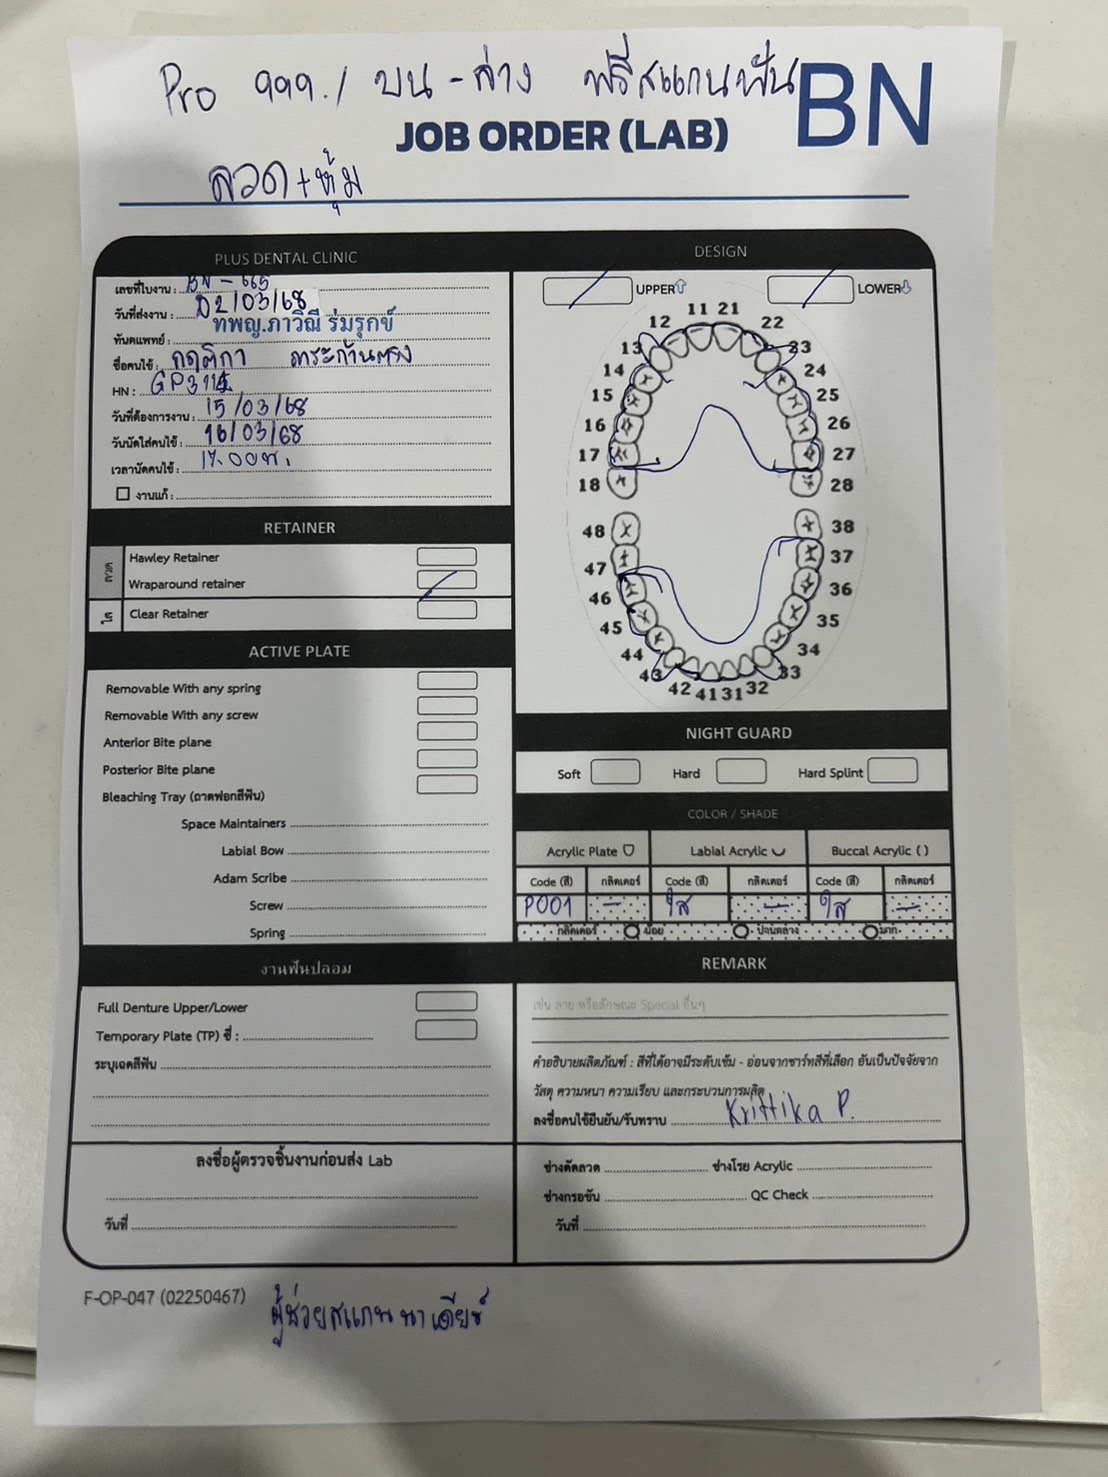 Pro 999./ บน - ล่าง ฟรีสแกนฟัน
BN
JOB ORDER (LAB)
ลวด + หุ้ม
PLUS DENTAL CLINIC
เลขที่ใบงาน : BN - 665
วันที่ส่งงาน : 02/03/68
ทันตแพทย์ : ทพญ.ภาวิณี ร่มรุกข์
ชื่อคนไข้ : กฤติกา
HN : GP3114
วันที่ต้องการงาน : 15/03/68
วันนัดใส่คนไข้ : 16/03/68
เวลานัดคนไข้ : 17.00น.
งานแก้ :
DESIGN
UPPER LOWER
11 21
12 22
13 23
14 24
15 25
16 26
17 27
18 28
48 38
47 37
46 36
45 35
44 34
43 33
42 41 31 32
RETAINER
ลวด
Hawley Retainer
Wraparound retainer
ใส
Clear Retainer
ACTIVE PLATE
Removable With any spring
Removable With any screw
Anterior Bite plane
Posterior Bite plane
Bleaching Tray (ถาดฟอกสีฟัน)
Space Maintainers
Labial Bow
Adam Scribe
Screw
Spring
NIGHT GUARD
Soft Hard Hard Splint
COLOR / SHADE
Acrylic Plate Labial Acrylic Buccal Acrylic ( )
Code (สี) กลิตเตอร์ Code (สี) กลิตเตอร์ Code (สี) กลิตเตอร์
P001 - ใส - ใส -
กลิตเตอร์ น้อย ปานกลาง มาก
งานฟันปลอม
Full Denture Upper/Lower
Temporary Plate (TP) ซี่ :
ระบุเฉดสีฟัน
REMARK
เช่น ลาย หรือลักษณะ Special อื่นๆ
คำอธิบายผลิตภัณฑ์ : สีที่ได้อาจมีระดับเข้ม - อ่อนจากชาร์ทสีที่เลือก อันเป็นปัจจัยจาก
วัสดุ ความหนา ความเรียบ และกระบวนการผลิต
ลงชื่อคนไข้ยืนยัน/รับทราบ Krittika P.
ลงชื่อผู้ตรวจชิ้นงานก่อนส่ง Lab
วันที่
ช่างดัดลวด ช่างโรย Acrylic
ช่างกรอขัน QC Check
วันที่
F-OP-047 (02250467)
ผู้ช่วยสแกน นาเดียร์